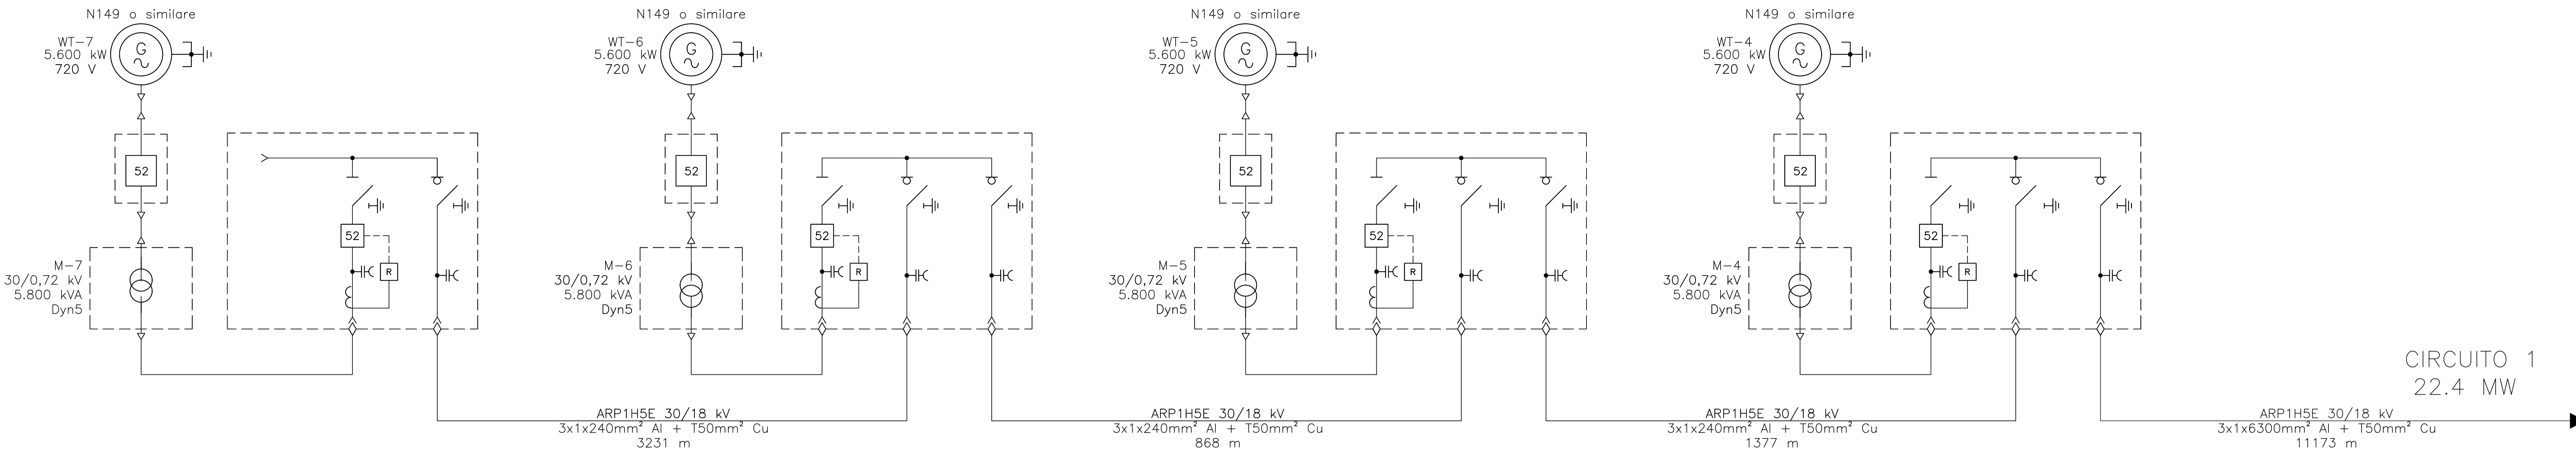 N149 o similare
WT-7
5.600 kW
720 V
G
52
52
R
M-7
30/0,72 kV
5.800 kVA
Dyn5
ARP1H5E 30/18 kV
3x1x240mm² Al + T50mm² Cu
3231 m
N149 o similare
WT-6
5.600 kW
720 V
G
52
52
R
M-6
30/0,72 kV
5.800 kVA
Dyn5
ARP1H5E 30/18 kV
3x1x240mm² Al + T50mm² Cu
868 m
N149 o similare
WT-5
5.600 kW
720 V
G
52
52
R
M-5
30/0,72 kV
5.800 kVA
Dyn5
ARP1H5E 30/18 kV
3x1x240mm² Al + T50mm² Cu
1377 m
N149 o similare
WT-4
5.600 kW
720 V
G
52
52
R
M-4
30/0,72 kV
5.800 kVA
Dyn5
CIRCUITO 1
22.4 MW
ARP1H5E 30/18 kV
3x1x6300mm² Al + T50mm² Cu
11173 m